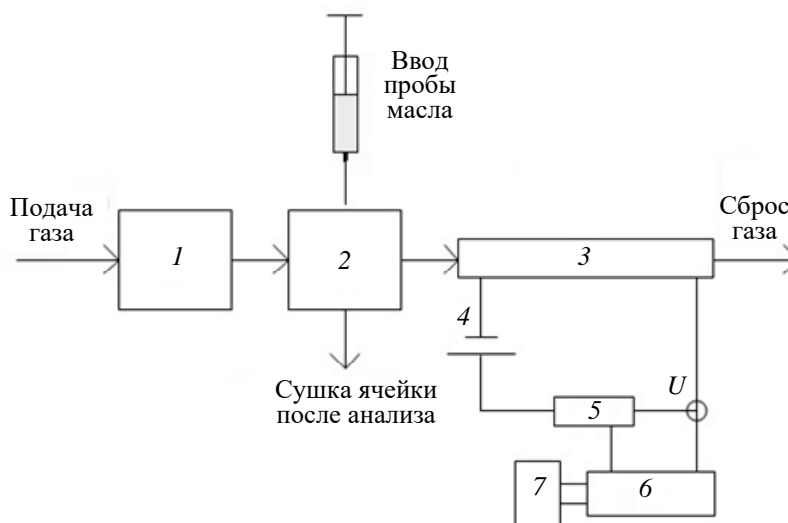 Ввод
пробы
масла
Подача
газа
Сброс
газа
1
2
3
4
Сушка ячейки
после анализа
U
5
6
7